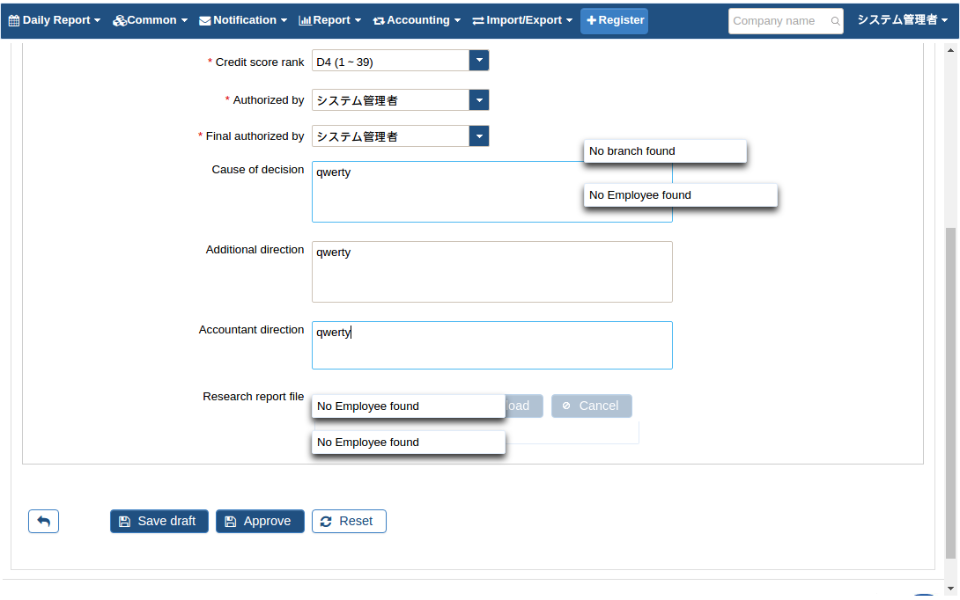 Daily Report Common Notification Report Accounting Import/Export Register Company name システム管理者
* Credit score rank D4 (1 ~ 39)
* Authorized by システム管理者
* Final authorized by システム管理者
No branch found
Cause of decision qwerty
No Employee found
Additional direction qwerty
Accountant direction qwerty
Research report file No Employee found oad Cancel
No Employee found
Save draft Approve Reset